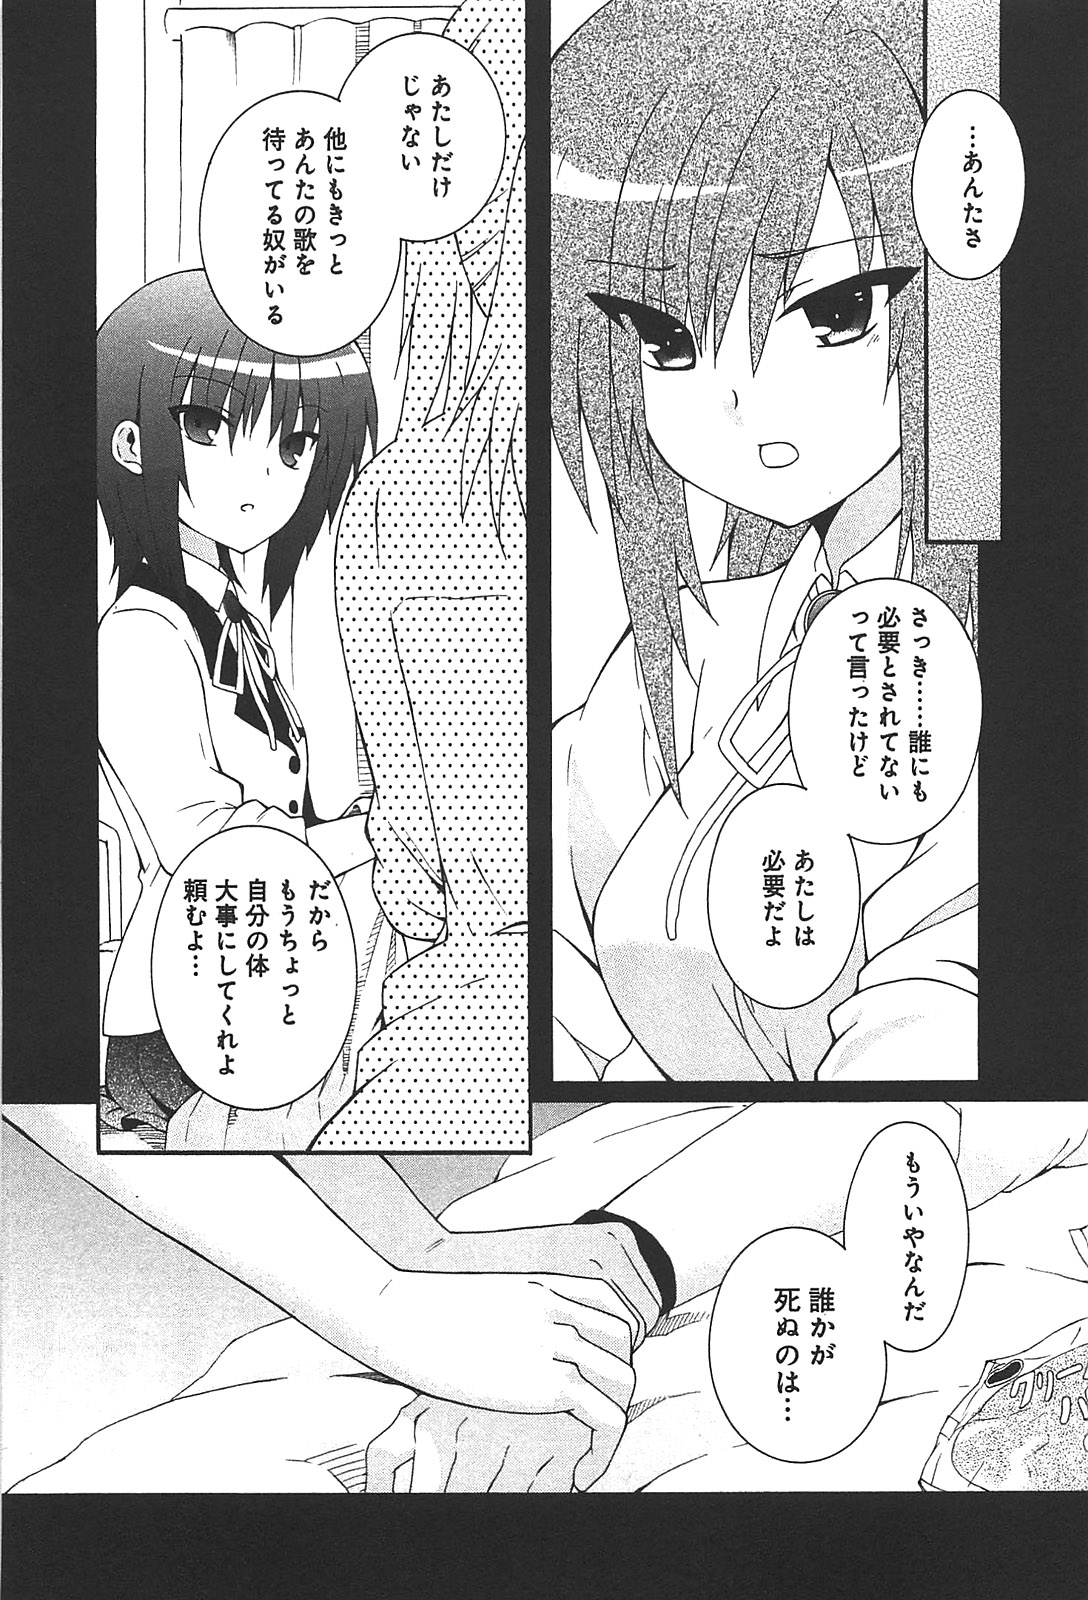 …あんたさ
さっき……誰にも
必要とされてない
って言ったけど
あたしは
必要だよ
あたしだけ
じゃない
他にもきっと
あんたの歌を
待ってる奴がいる
だから
もうちょっと
自分の体
大事にしてくれよ
頼むよ…
もういやなんだ
誰かが
死ぬのは…
クリーム
パ